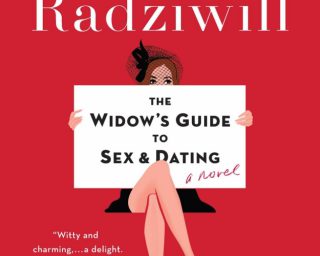 Radziwill
THE
WIDOW'S GUIDE
TO
SEX & DATING
a novel
"Witty and
charming,...a delight.